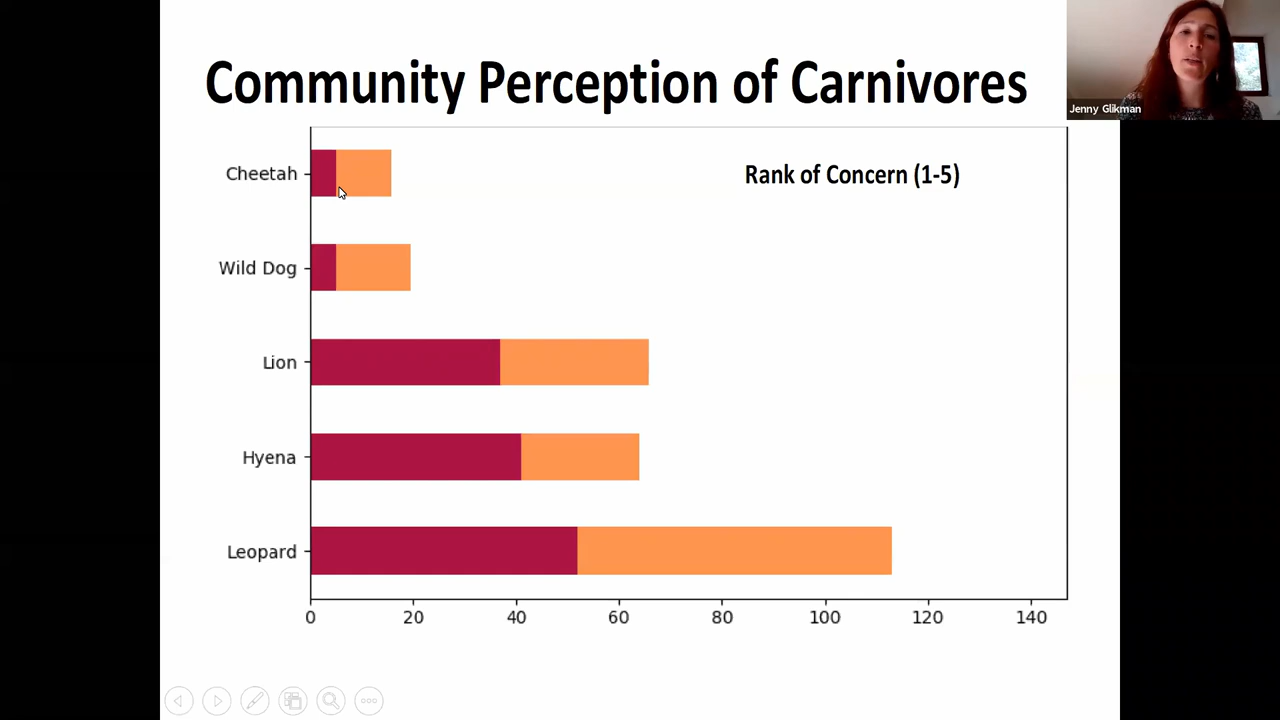 Community Perception of Carnivores
Jenny Glikman
Rank of Concern (1-5)
Cheetah
Wild Dog
Lion
Hyena
Leopard
0 20 40 60 80 100 120 140